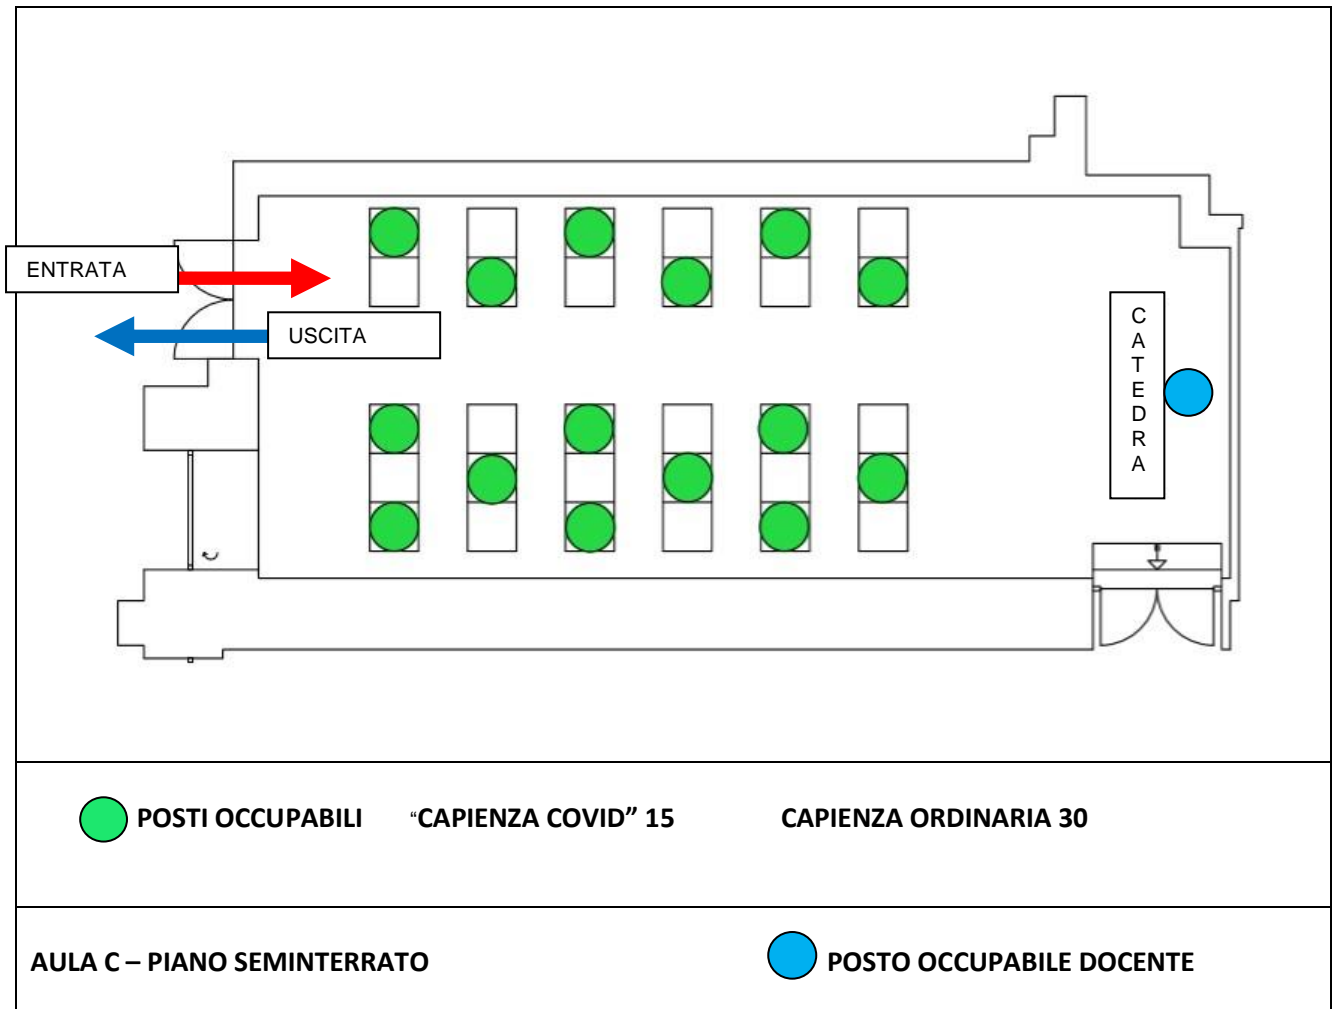 ENTRATA
USCITA
C
A
T
E
D
R
A
POSTI OCCUPABILI “CAPIENZA COVID” 15 CAPIENZA ORDINARIA 30
AULA C – PIANO SEMINTERRATO POSTO OCCUPABILE DOCENTE